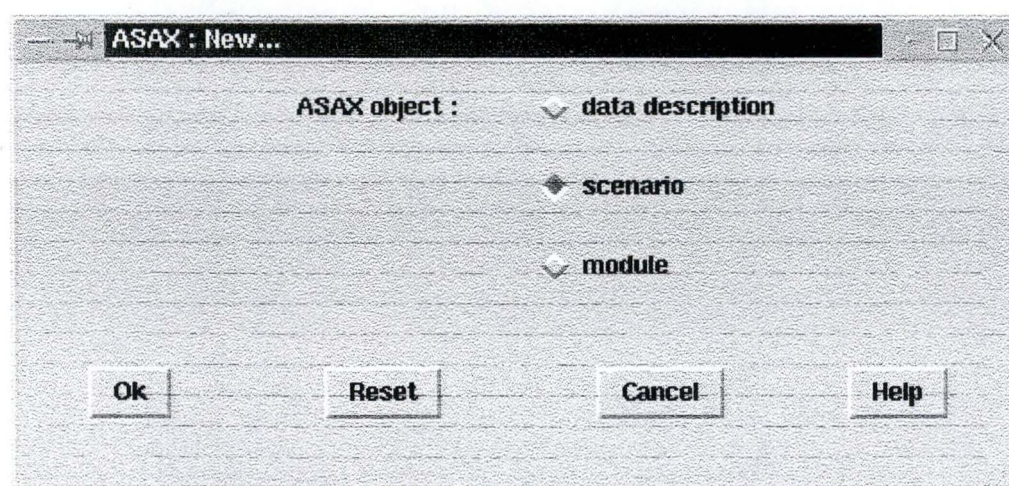 ASAX : New...
ASAX object : data description
scenario
module
Ok Reset Cancel Help